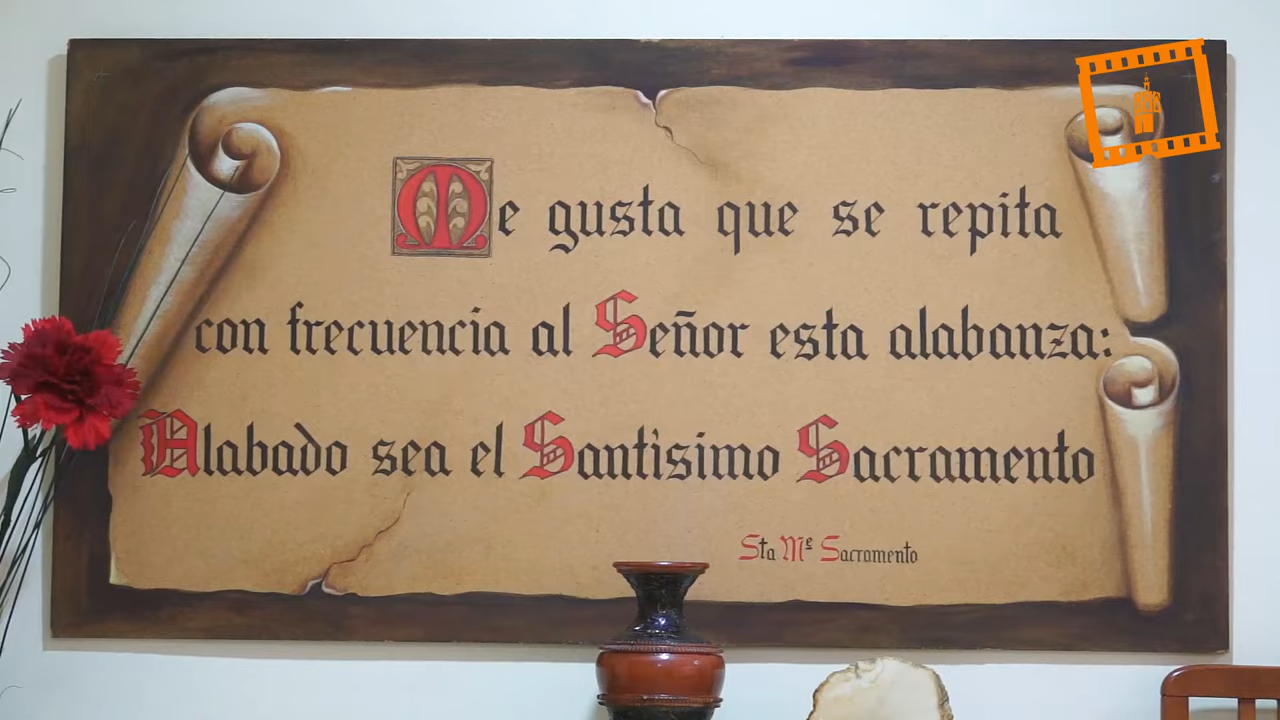 Me gusta que se repita
con frecuencia al Señor esta alabanza:
Alabado sea el Santisimo Sacramento
Sta Mª Sacramento